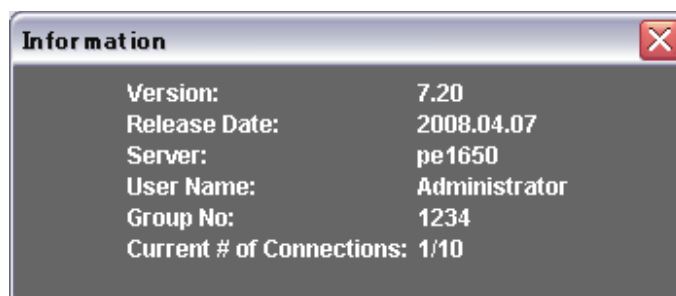 Information
Version: 7.20
Release Date: 2008.04.07
Server: pe1650
User Name: Administrator
Group No: 1234
Current # of Connections: 1/10